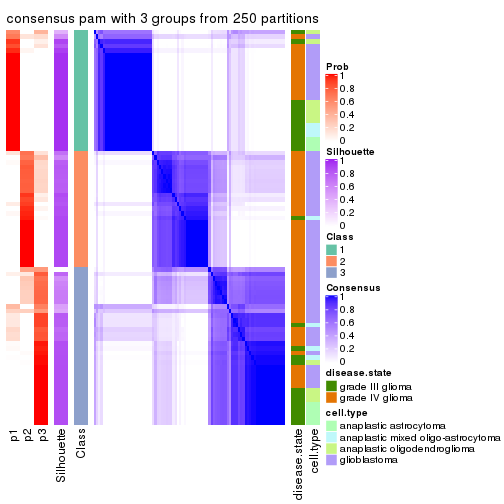 consensus pam with 3 groups from 250 partitions
Prob
1
0.8
0.6
0.4
0.2
0
Silhouette
1
0.8
0.6
0.4
0.2
0
Class
1
2
3
Consensus
1
0.8
0.6
0.4
0.2
0
disease.state
grade III glioma
grade IV glioma
cell.type
anaplastic astrocytoma
anaplastic mixed oligo-astrocytoma
anaplastic oligodendroglioma
glioblastoma
p1
p2
p3
Silhouette
Class
disease.state
cell.type